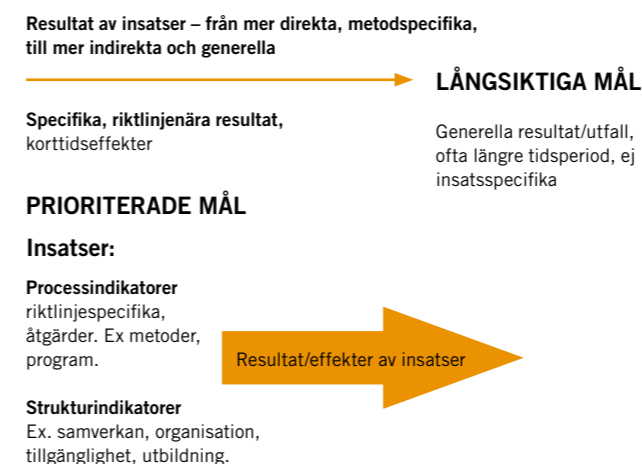 Resultat av insatser – från mer direkta, metodspecifika,
till mer indirekta och generella
LÅNGSIKTIGA MÅL
Specifika, riktlinjenära resultat,
korttidseffekter
Generella resultat/utfall,
ofta längre tidsperiod, ej
insatsspecifika
PRIORITERADE MÅL
Insatser:
Processindikatorer
riktlinjespecifika,
åtgärder. Ex metoder,
program.
Resultat/effekter av insatser
Strukturindikatorer
Ex. samverkan, organisation,
tillgänglighet, utbildning.